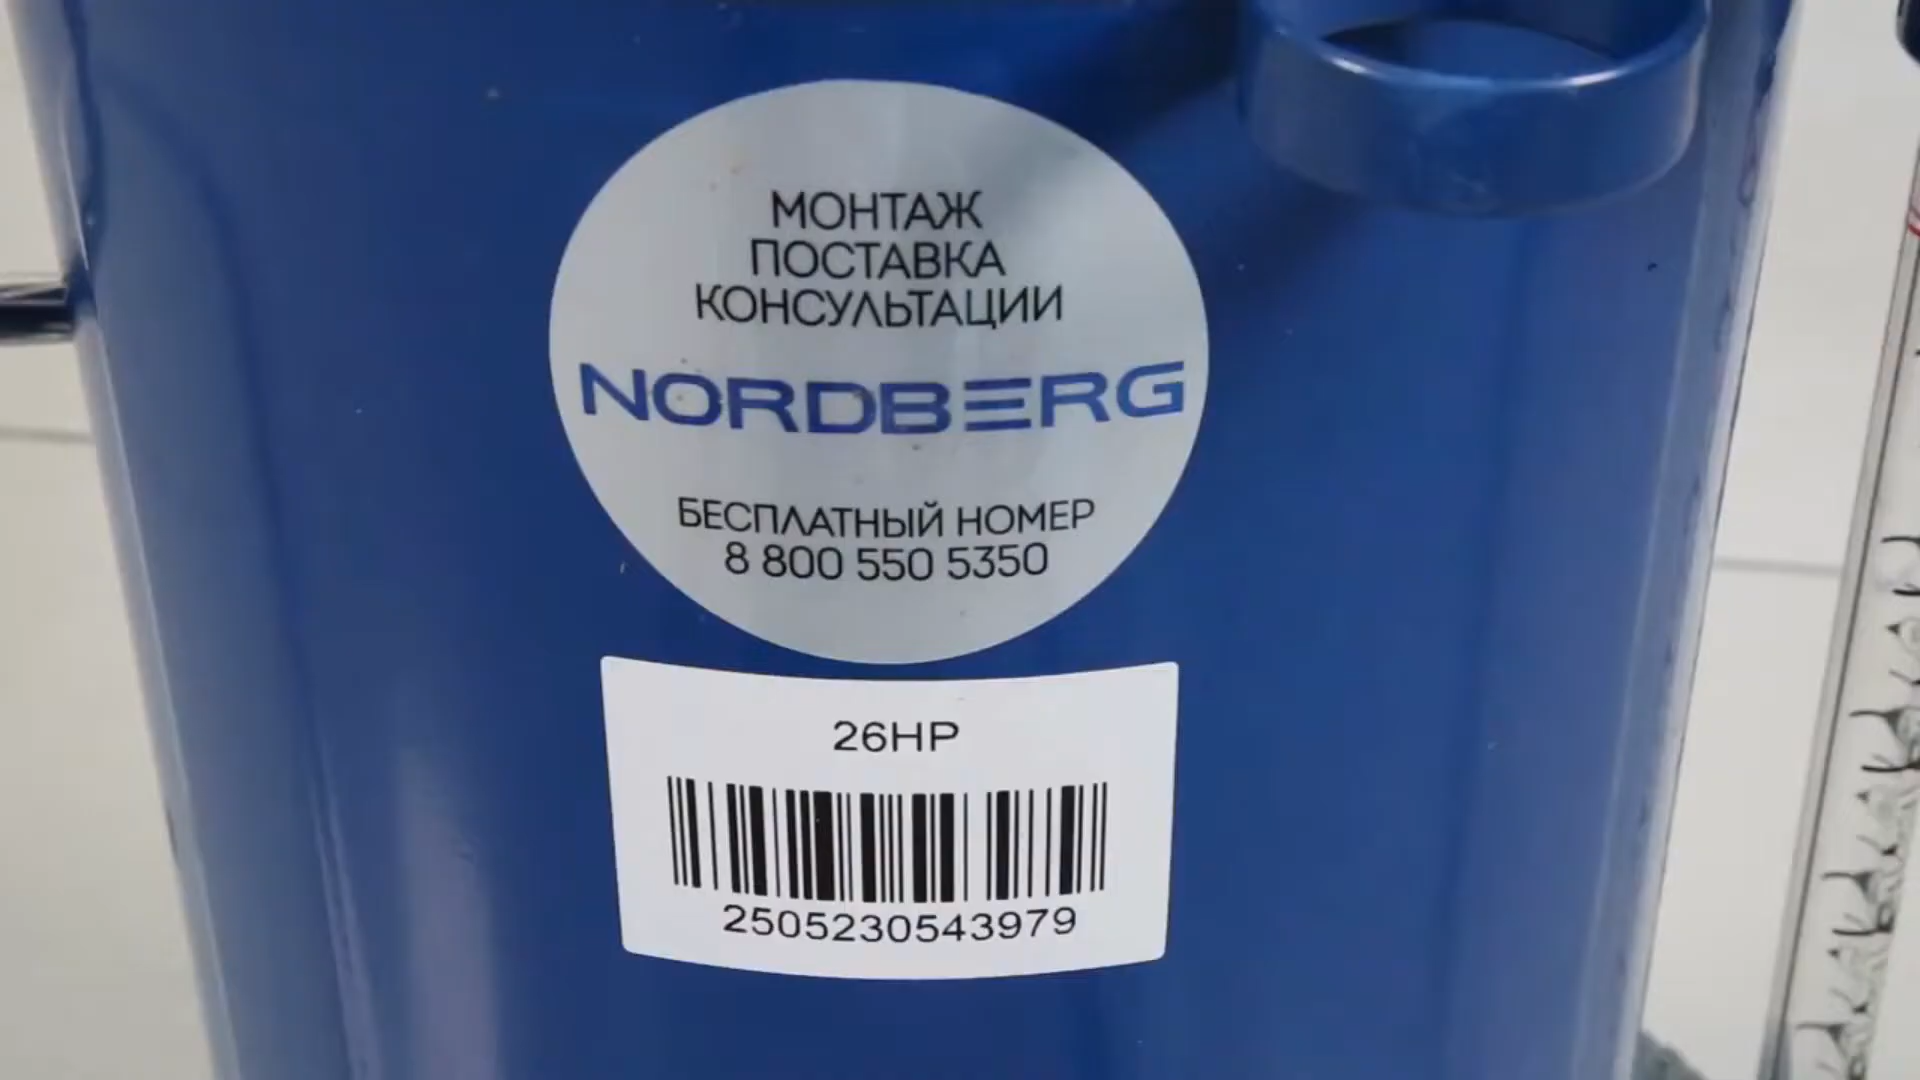 МОНТАЖ
ПОСТАВКА
КОНСУЛЬТАЦИИ
NORDBERG
БЕСПЛАТНЫЙ НОМЕР
8 800 550 5350
26HP
2505230543979